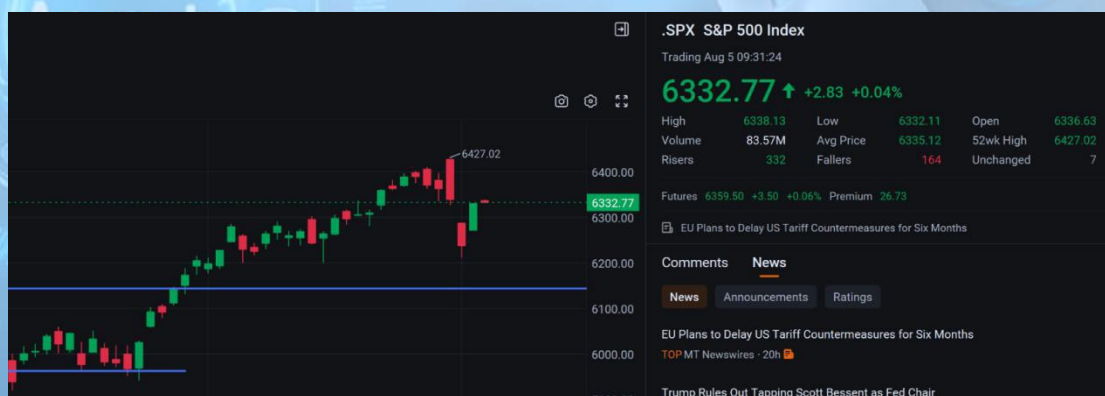 6427.02
6400.00
6332.77
6300.00
6200.00
6100.00
6000.00
.SPX S&P 500 Index
Trading Aug 5 09:31:24
6332.77 +2.83 +0.04%
High 6338.13 Low 6332.11 Open 6336.63
Volume 83.57M Avg Price 6335.12 52wk High 6427.02
Risers 332 Fallers 164 Unchanged 7
Futures 6359.50 +3.50 +0.06% Premium 26.73
EU Plans to Delay US Tariff Countermeasures for Six Months
Comments News
News Announcements Ratings
EU Plans to Delay US Tariff Countermeasures for Six Months
TOP MT Newswires · 20h
Trump Rules Out Tapping Scott Bessent as Fed Chair